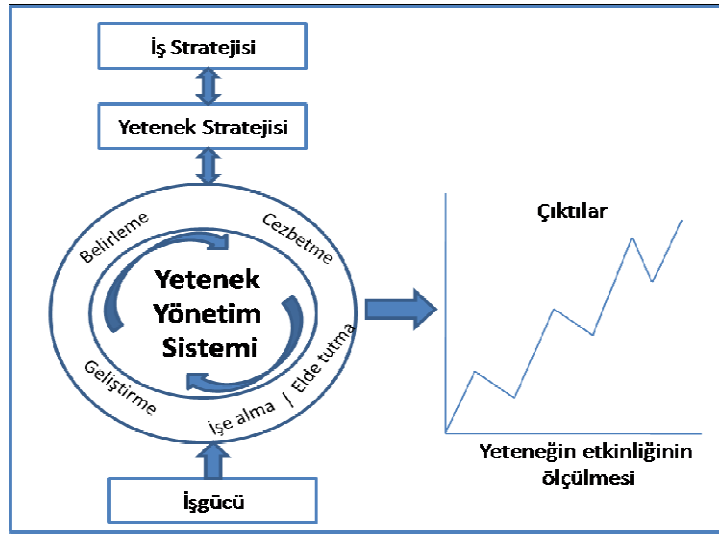 İş Stratejisi
Yetenek Stratejisi
Belirleme
Cezbetme
Yetenek
Yönetim
Sistemi
Geliştirme
İşe alma | Elde tutma
İşgücü
Çıktılar
Yeteneğin etkinliğinin
ölçülmesi